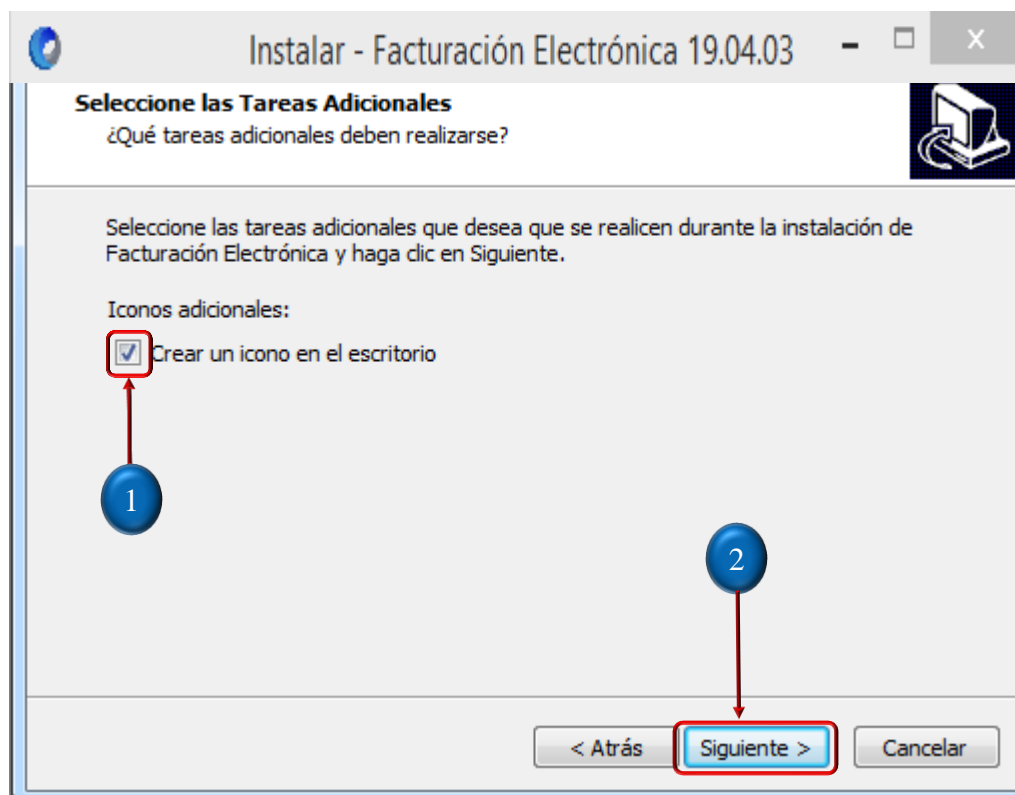 Instalar - Facturación Electrónica 19.04.03
Seleccione las Tareas Adicionales
¿Qué tareas adicionales deben realizarse?
Seleccione las tareas adicionales que desea que se realicen durante la instalación de
Facturación Electrónica y haga clic en Siguiente.
Iconos adicionales:
Crear un icono en el escritorio
1
2
< Atrás
Siguiente >
Cancelar